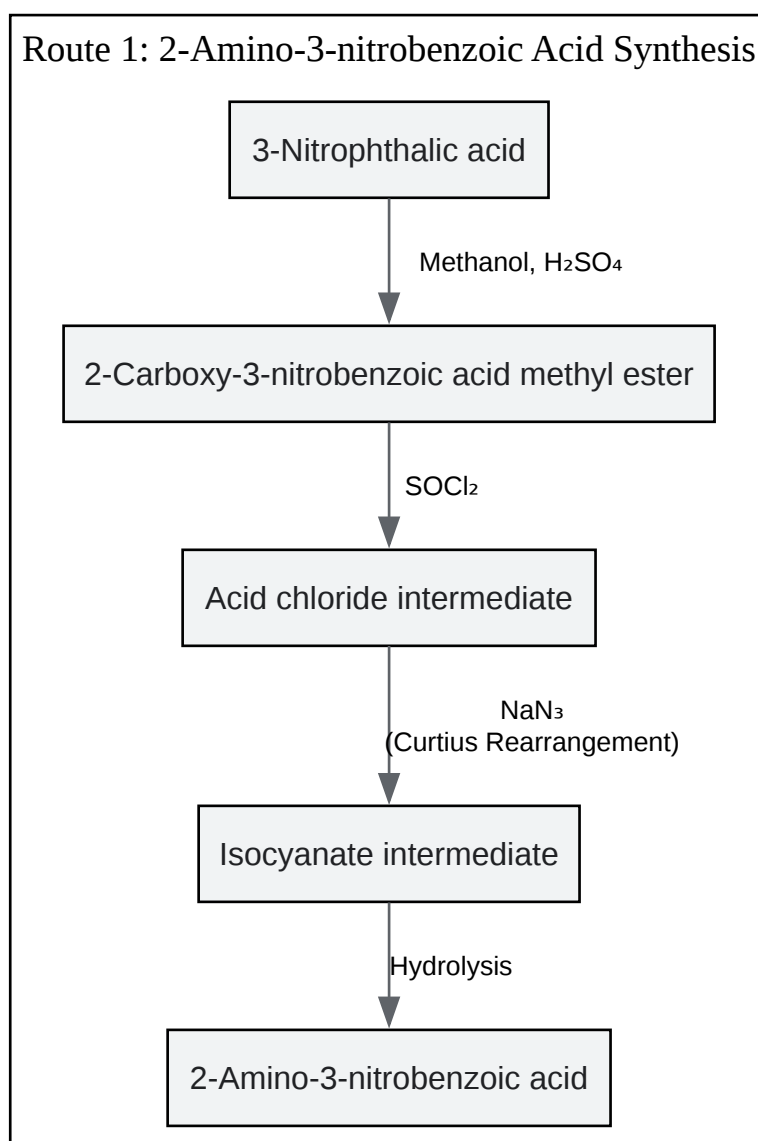 Route 1: 2-Amino-3-nitrobenzoic Acid Synthesis
3-Nitrophthalic acid
Methanol, H₂SO₄
2-Carboxy-3-nitrobenzoic acid methyl ester
SOCl₂
Acid chloride intermediate
NaN₃
(Curtius Rearrangement)
Isocyanate intermediate
Hydrolysis
2-Amino-3-nitrobenzoic acid